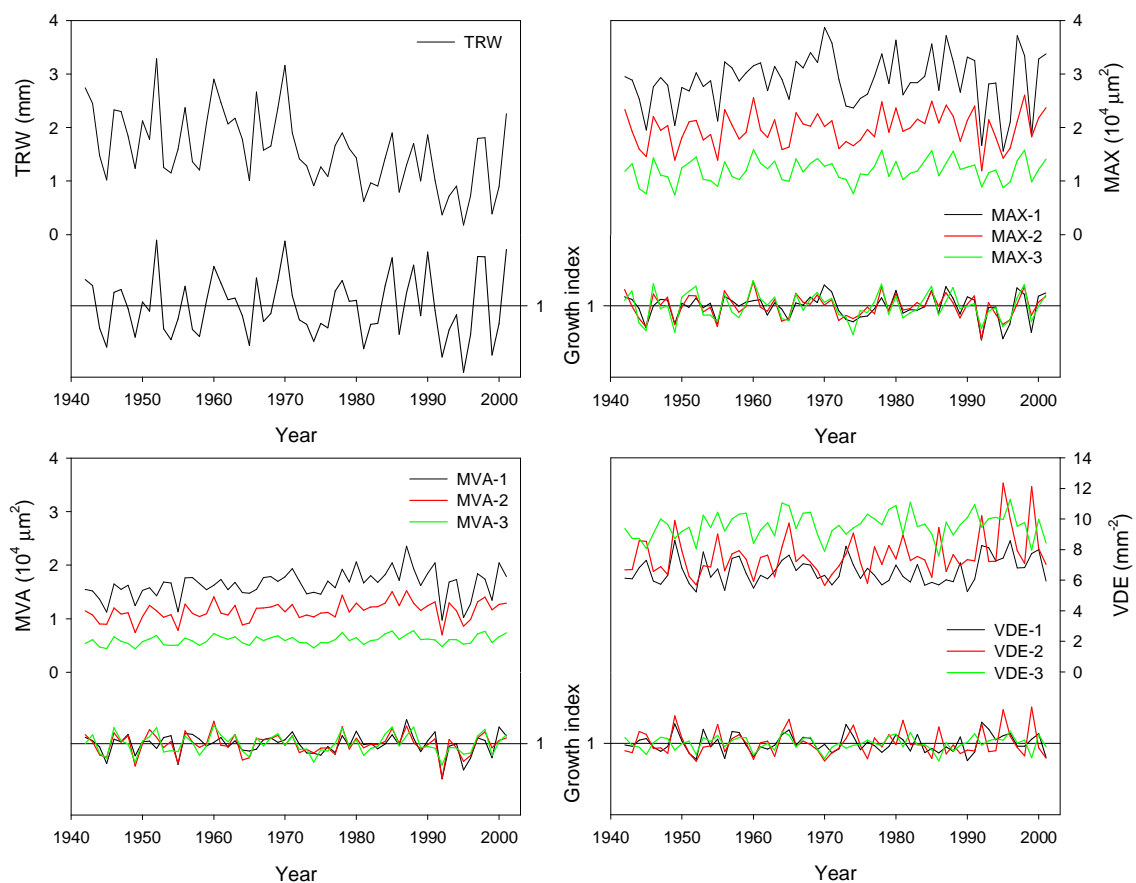 TRW
4
3
2
1
0
TRW (mm)
1
Growth index
1940 1950 1960 1970 1980 1990 2000
Year
4
3
2
1
0
MAX (10⁴ μm²)
MAX-1
MAX-2
MAX-3
1
1940 1950 1960 1970 1980 1990 2000
Year
4
3
2
1
0
MVA (10⁴ μm²)
MVA-1
MVA-2
MVA-3
1
Growth index
1940 1950 1960 1970 1980 1990 2000
Year
14
12
10
8
6
4
2
0
VDE (mm⁻²)
VDE-1
VDE-2
VDE-3
1
1940 1950 1960 1970 1980 1990 2000
Year